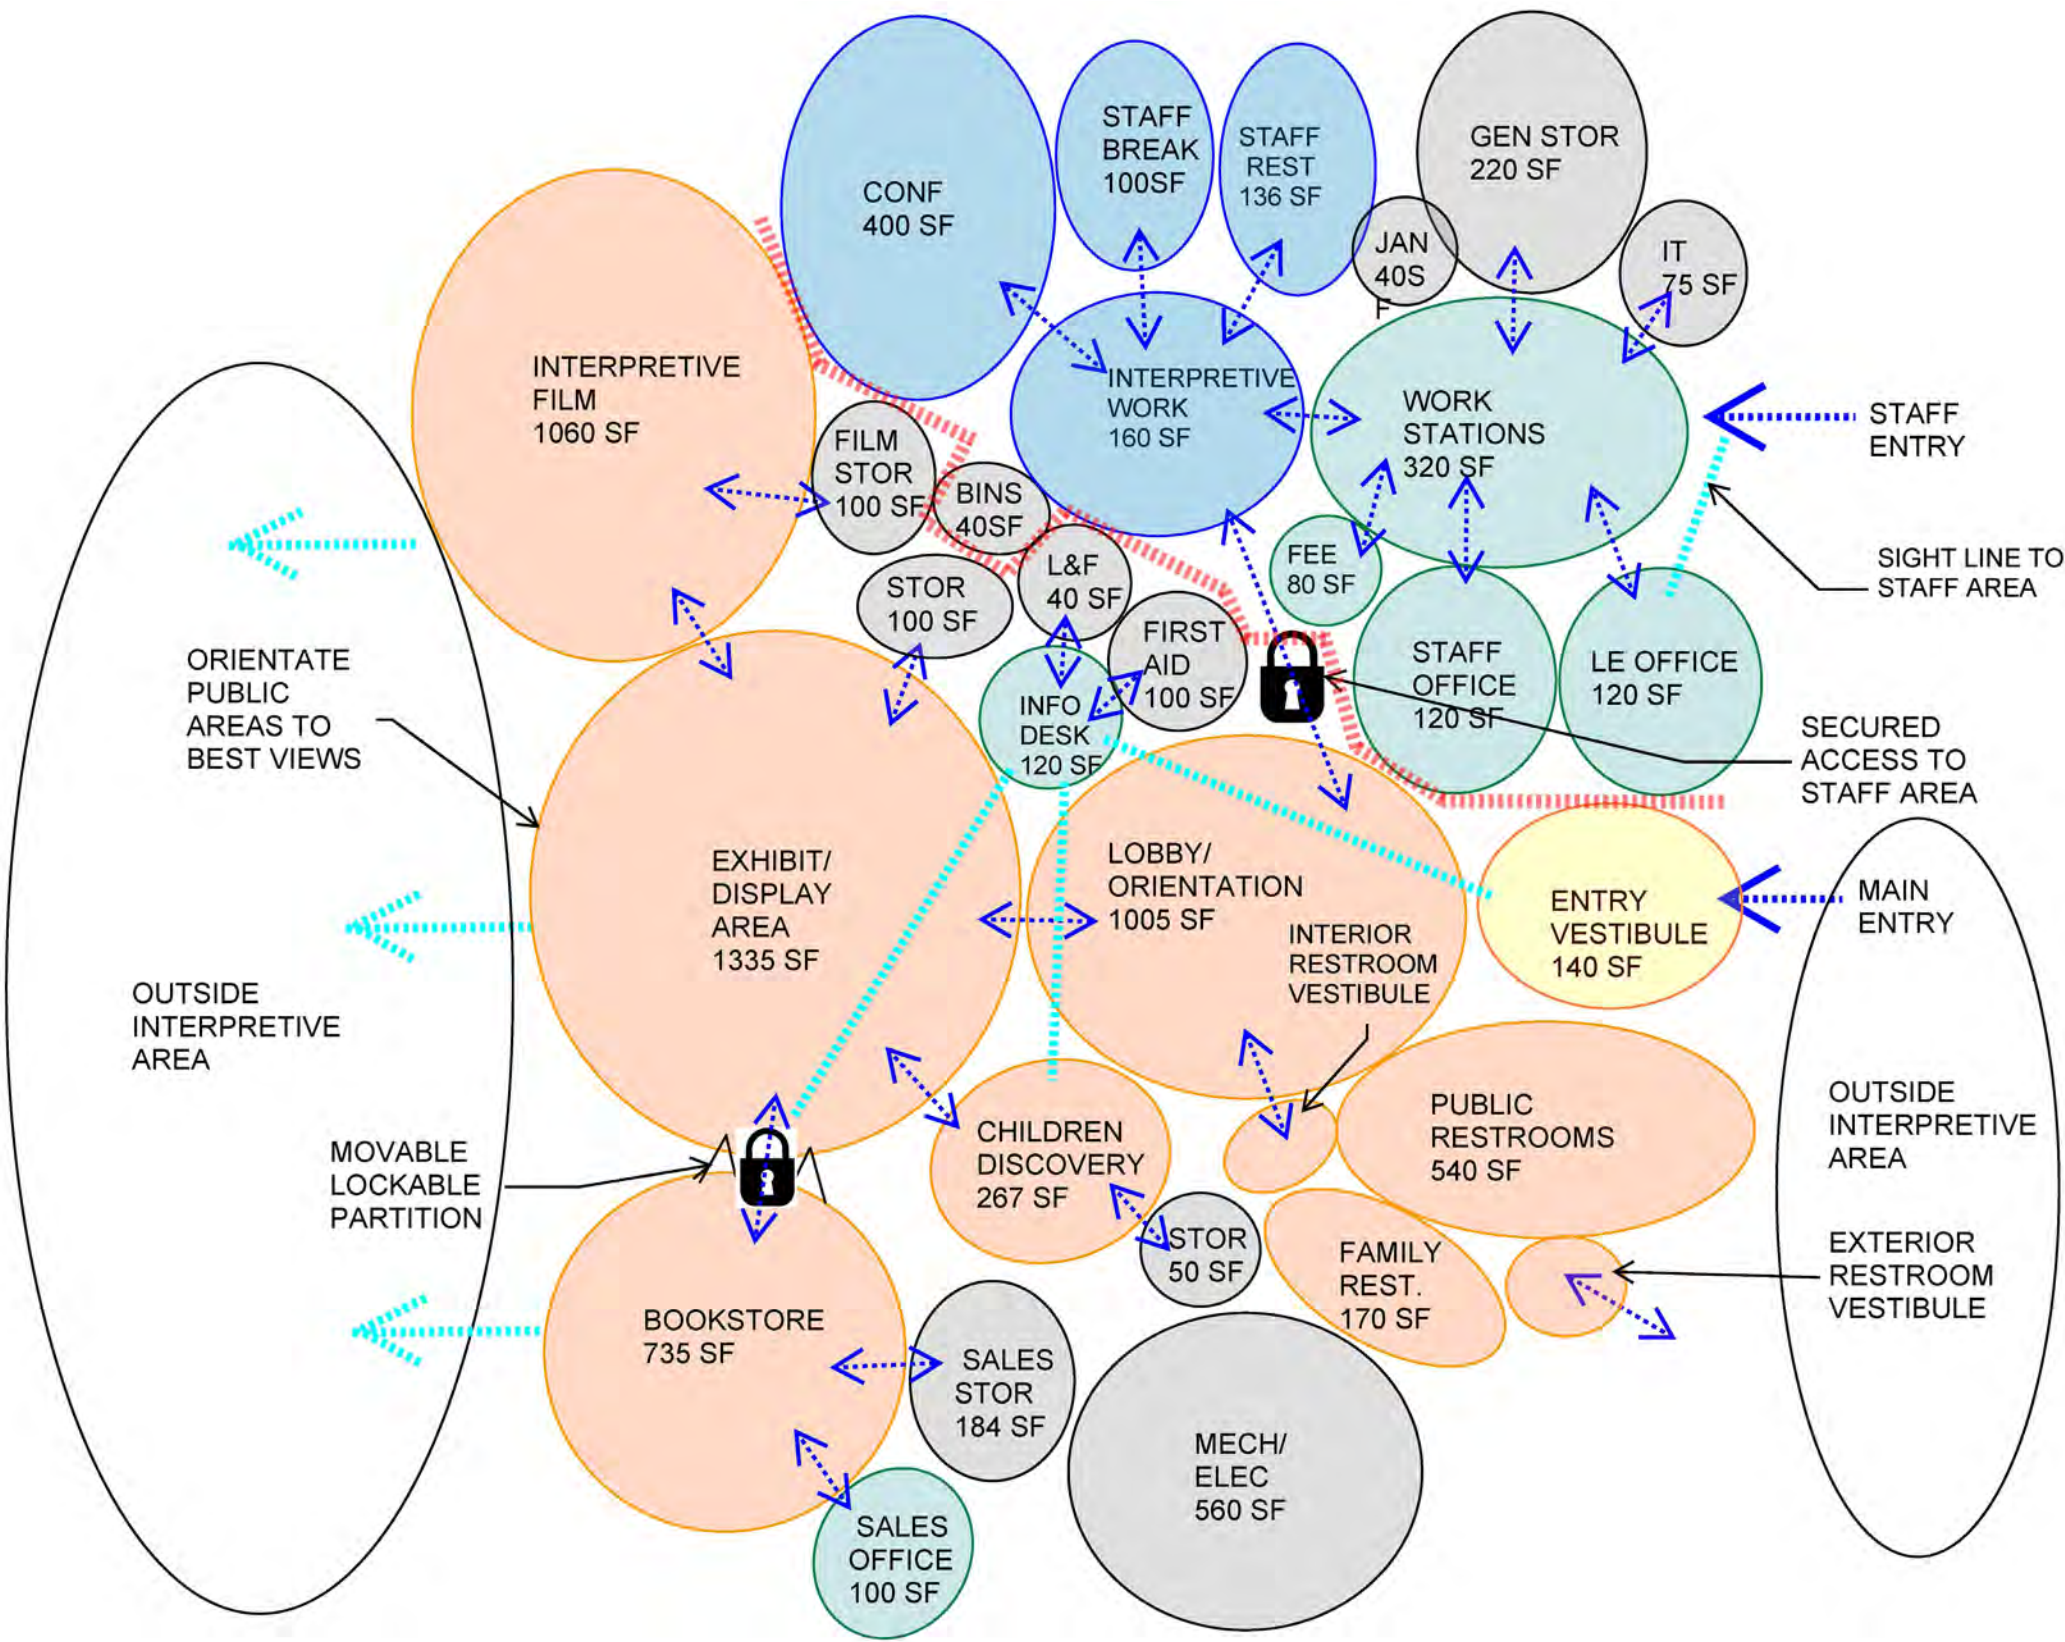 CONF
400 SF
STAFF
BREAK
100SF
STAFF
REST
136 SF
GEN STOR
220 SF
JAN
40S
F
IT
75 SF
INTERPRETIVE
FILM
1060 SF
INTERPRETIVE
WORK
160 SF
WORK
STATIONS
320 SF
STAFF
ENTRY
FILM
STOR
100 SF
BINS
40SF
L&F
40 SF
STOR
100 SF
FEE
80 SF
SIGHT LINE TO
STAFF AREA
FIRST
AID
100 SF
INFO
DESK
120 SF
STAFF
OFFICE
120 SF
LE OFFICE
120 SF
ORIENTATE
PUBLIC
AREAS TO
BEST VIEWS
SECURED
ACCESS TO
STAFF AREA
EXHIBIT/
DISPLAY
AREA
1335 SF
LOBBY/
ORIENTATION
1005 SF
INTERIOR
RESTROOM
VESTIBULE
ENTRY
VESTIBULE
140 SF
MAIN
ENTRY
OUTSIDE
INTERPRETIVE
AREA
PUBLIC
RESTROOMS
540 SF
OUTSIDE
INTERPRETIVE
AREA
MOVABLE
LOCKABLE
PARTITION
CHILDREN
DISCOVERY
267 SF
STOR
50 SF
FAMILY
REST.
170 SF
EXTERIOR
RESTROOM
VESTIBULE
BOOKSTORE
735 SF
SALES
STOR
184 SF
MECH/
ELEC
560 SF
SALES
OFFICE
100 SF